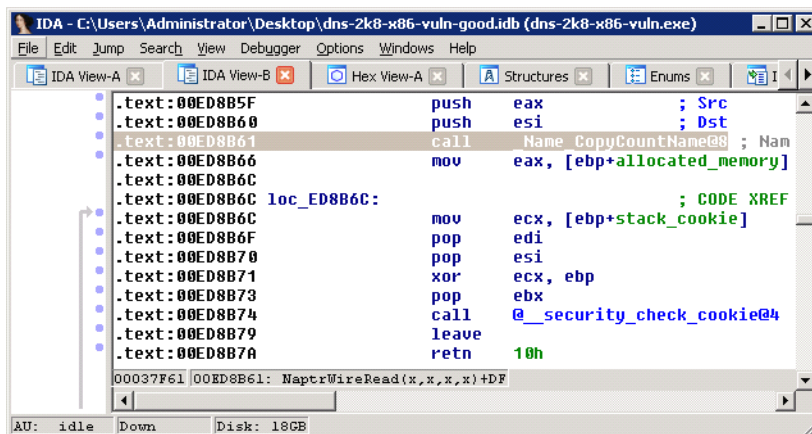 IDA - C:\Users\Administrator\Desktop\dns-2k8-x86-vuln-good.idb (dns-2k8-x86-vuln.exe)
File Edit Jump Search View Debugger Options Windows Help
IDA View-A IDA View-B Hex View-A Structures Enums I
.text:00ED8B5F push eax ; Src
.text:00ED8B60 push esi ; Dst
.text:00ED8B61 call _Name_CopyCountName@8 ; Nam
.text:00ED8B66 mov eax, [ebp+allocated_memory]
.text:00ED8B6C
.text:00ED8B6C loc_ED8B6C: ; CODE XREF
.text:00ED8B6C mov ecx, [ebp+stack_cookie]
.text:00ED8B6F pop edi
.text:00ED8B70 pop esi
.text:00ED8B71 xor ecx, ebp
.text:00ED8B73 pop ebx
.text:00ED8B74 call @__security_check_cookie@4
.text:00ED8B79 leave
.text:00ED8B7A retn 10h
00037F61 00ED8B61: NaptrWireRead(x,x,x,x)+DF
AU: idle Down Disk: 18GB